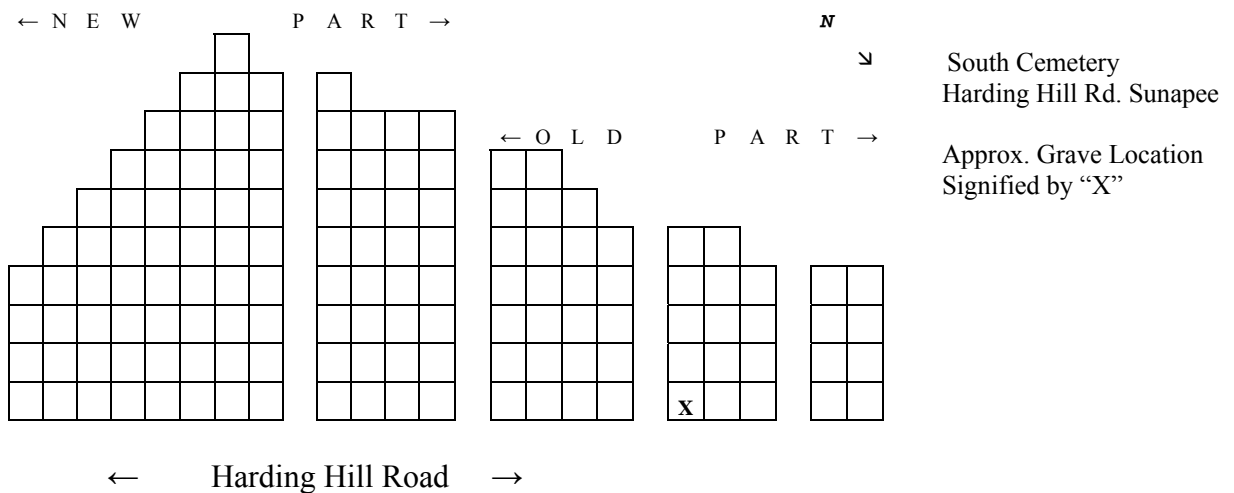 ← N E W P A R T →
N
↘
South Cemetery
Harding Hill Rd. Sunapee
← O L D P A R T →
Approx. Grave Location
Signified by “X”
X
← Harding Hill Road →